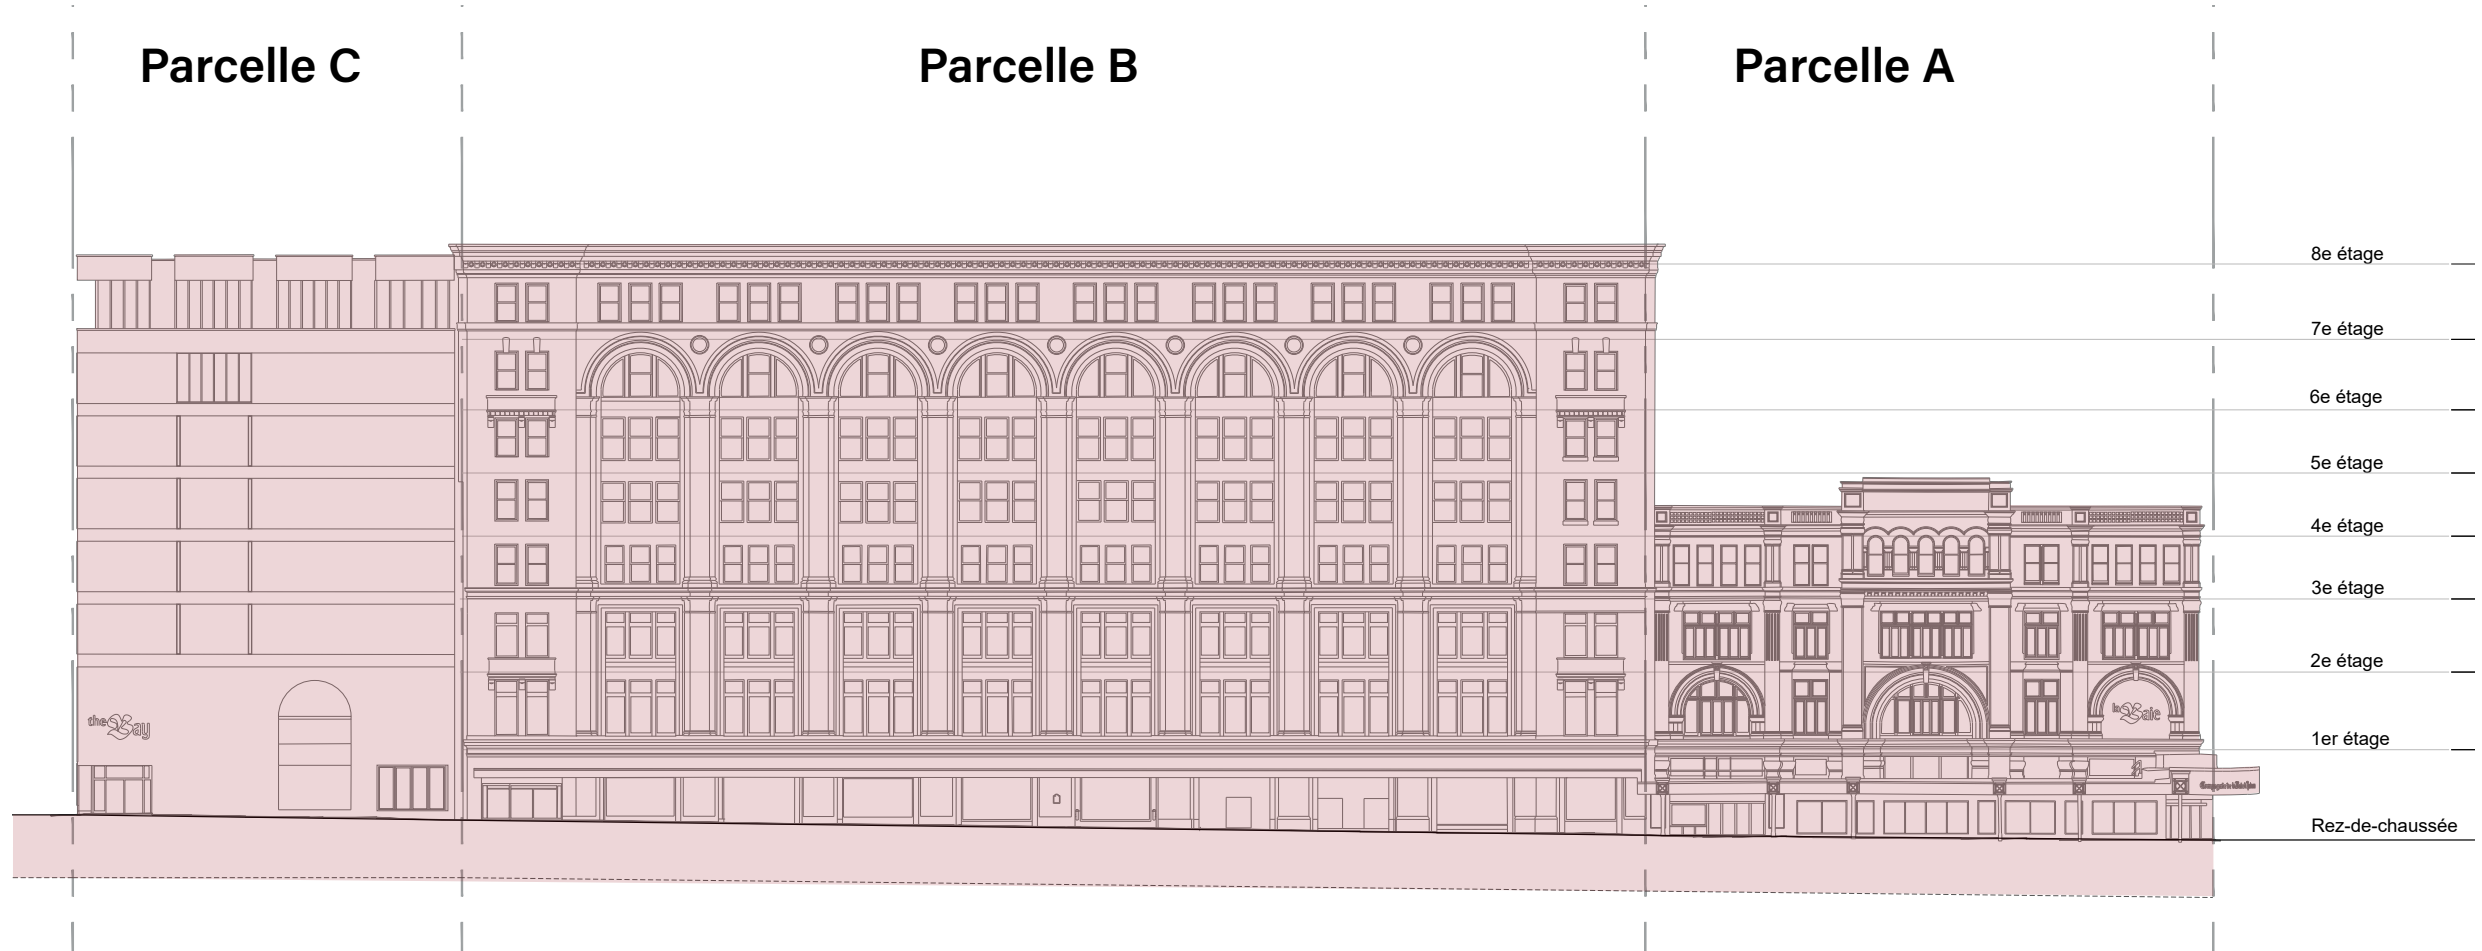 Parcelle C
Parcelle B
Parcelle A
8e étage
7e étage
6e étage
5e étage
4e étage
3e étage
2e étage
the Bay
la Baie
1er étage
Rez-de-chaussée